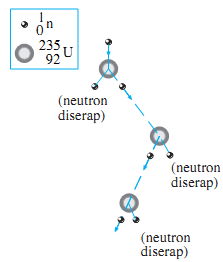 1
0 n
235
92 U
(neutron
diserap)
(neutron
diserap)
(neutron
diserap)